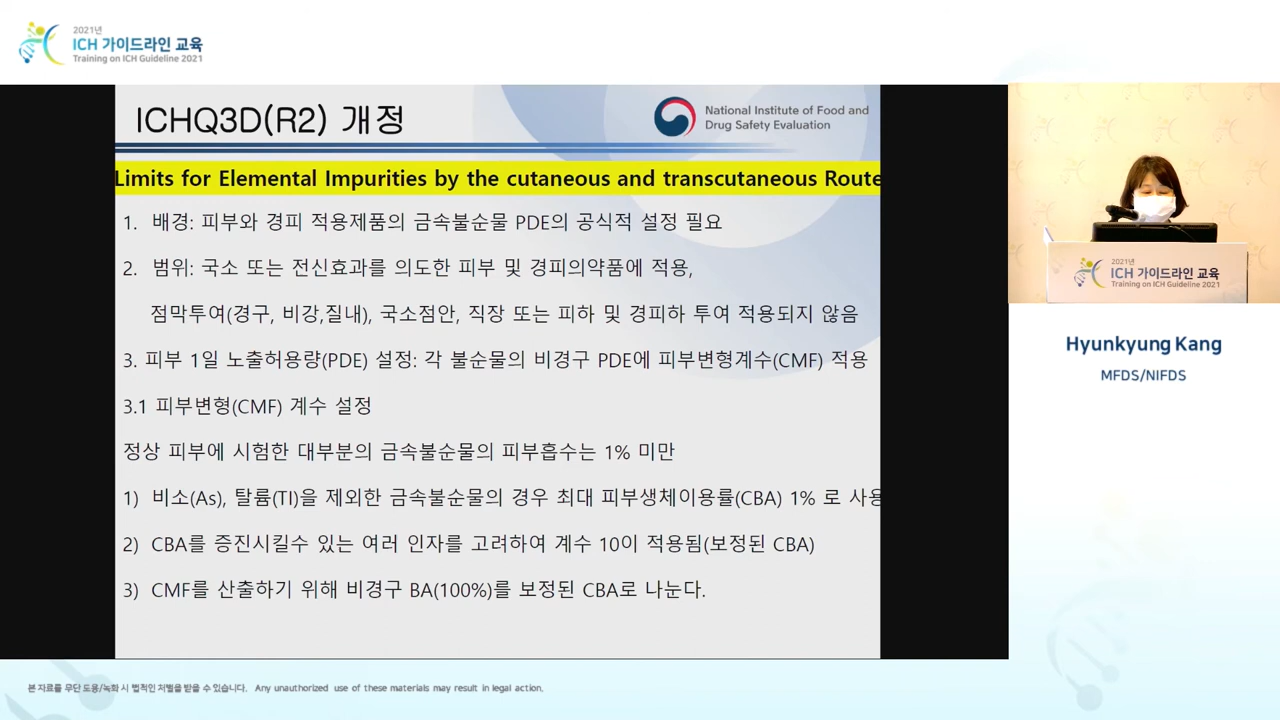 2021년
ICH 가이드라인 교육
Training on ICH Guideline 2021
ICHQ3D(R2) 개정
National Institute of Food and
Drug Safety Evaluation
Limits for Elemental Impurities by the cutaneous and transcutaneous Route
1. 배경: 피부와 경피 적용제품의 금속불순물 PDE의 공식적 설정 필요
2. 범위: 국소 또는 전신효과를 의도한 피부 및 경피의약품에 적용,
점막투여(경구, 비강,질내), 국소점안, 직장 또는 피하 및 경피하 투여 적용되지 않음
3. 피부 1일 노출허용량(PDE) 설정: 각 불순물의 비경구 PDE에 피부변형계수(CMF) 적용
3.1 피부변형(CMF) 계수 설정
정상 피부에 시험한 대부분의 금속불순물의 피부흡수는 1% 미만
1) 비소(As), 탈륨(Tl)을 제외한 금속불순물의 경우 최대 피부생체이용률(CBA) 1% 로 사용
2) CBA를 증진시킬수 있는 여러 인자를 고려하여 계수 10이 적용됨(보정된 CBA)
3) CMF를 산출하기 위해 비경구 BA(100%)를 보정된 CBA로 나눈다.
2021년
ICH 가이드라인 교육
Training on ICH Guideline 2021
Hyunkyung Kang
MFDS/NIFDS
본 자료를 무단 도용/녹화 시 법적인 처벌을 받을 수 있습니다. Any unauthorized use of these materials may result in legal action.